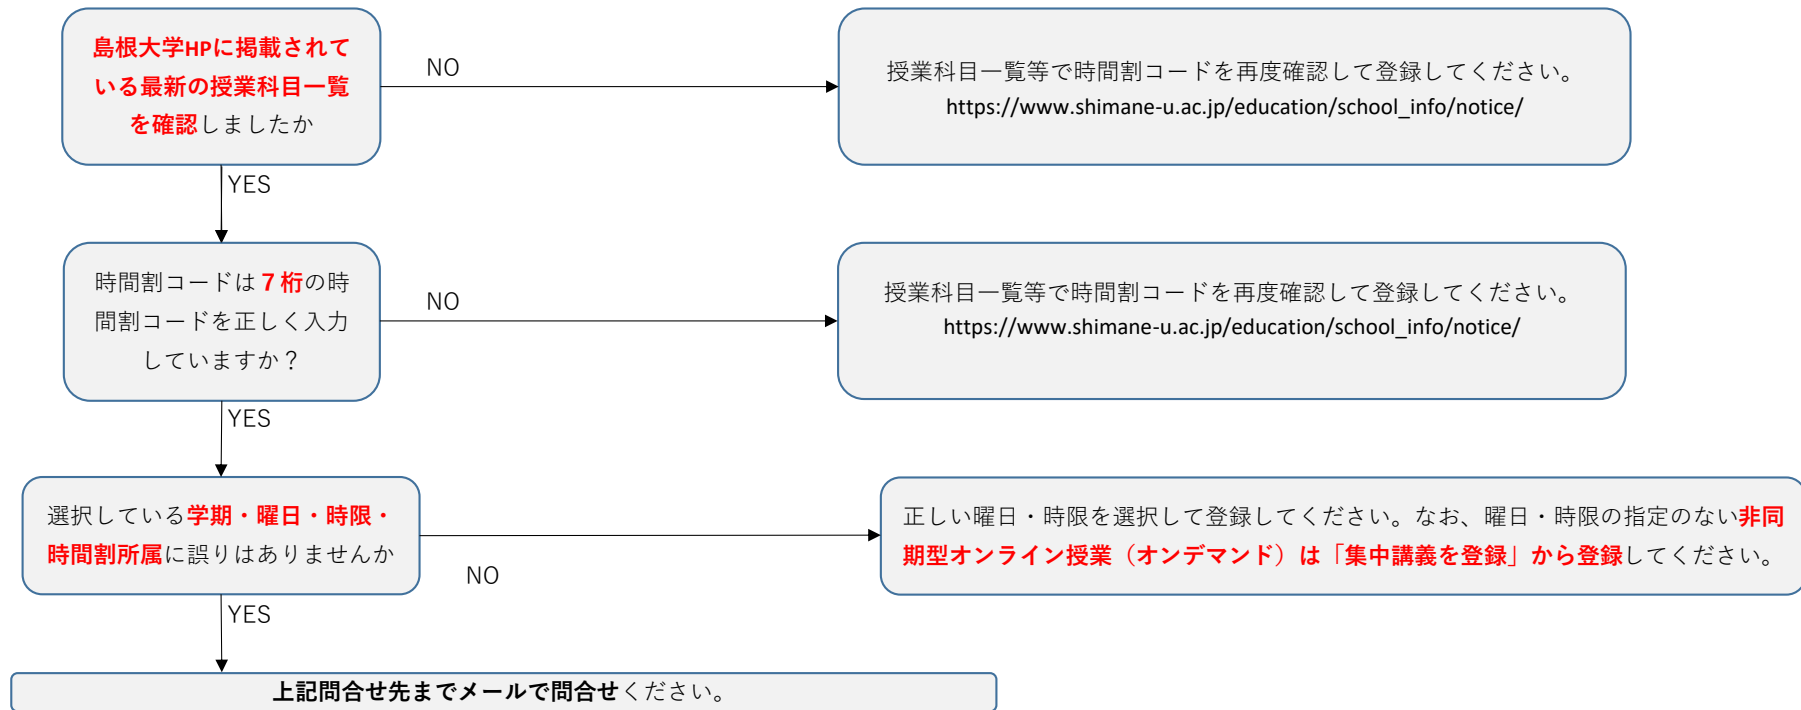 島根大学HPに掲載されて
いる最新の授業科目一覧
を確認しましたか
NO
授業科目一覧等で時間割コードを再度確認して登録してください。
https://www.shimane-u.ac.jp/education/school_info/notice/
YES
時間割コードは７桁の時
間割コードを正しく入力
していますか？
NO
授業科目一覧等で時間割コードを再度確認して登録してください。
https://www.shimane-u.ac.jp/education/school_info/notice/
YES
選択している学期・曜日・時限・
時間割所属に誤りはありませんか
NO
正しい曜日・時限を選択して登録してください。なお、曜日・時限の指定のない非同
期型オンライン授業（オンデマンド）は「集中講義を登録」から登録してください。
YES
上記問合せ先までメールで問合せください。